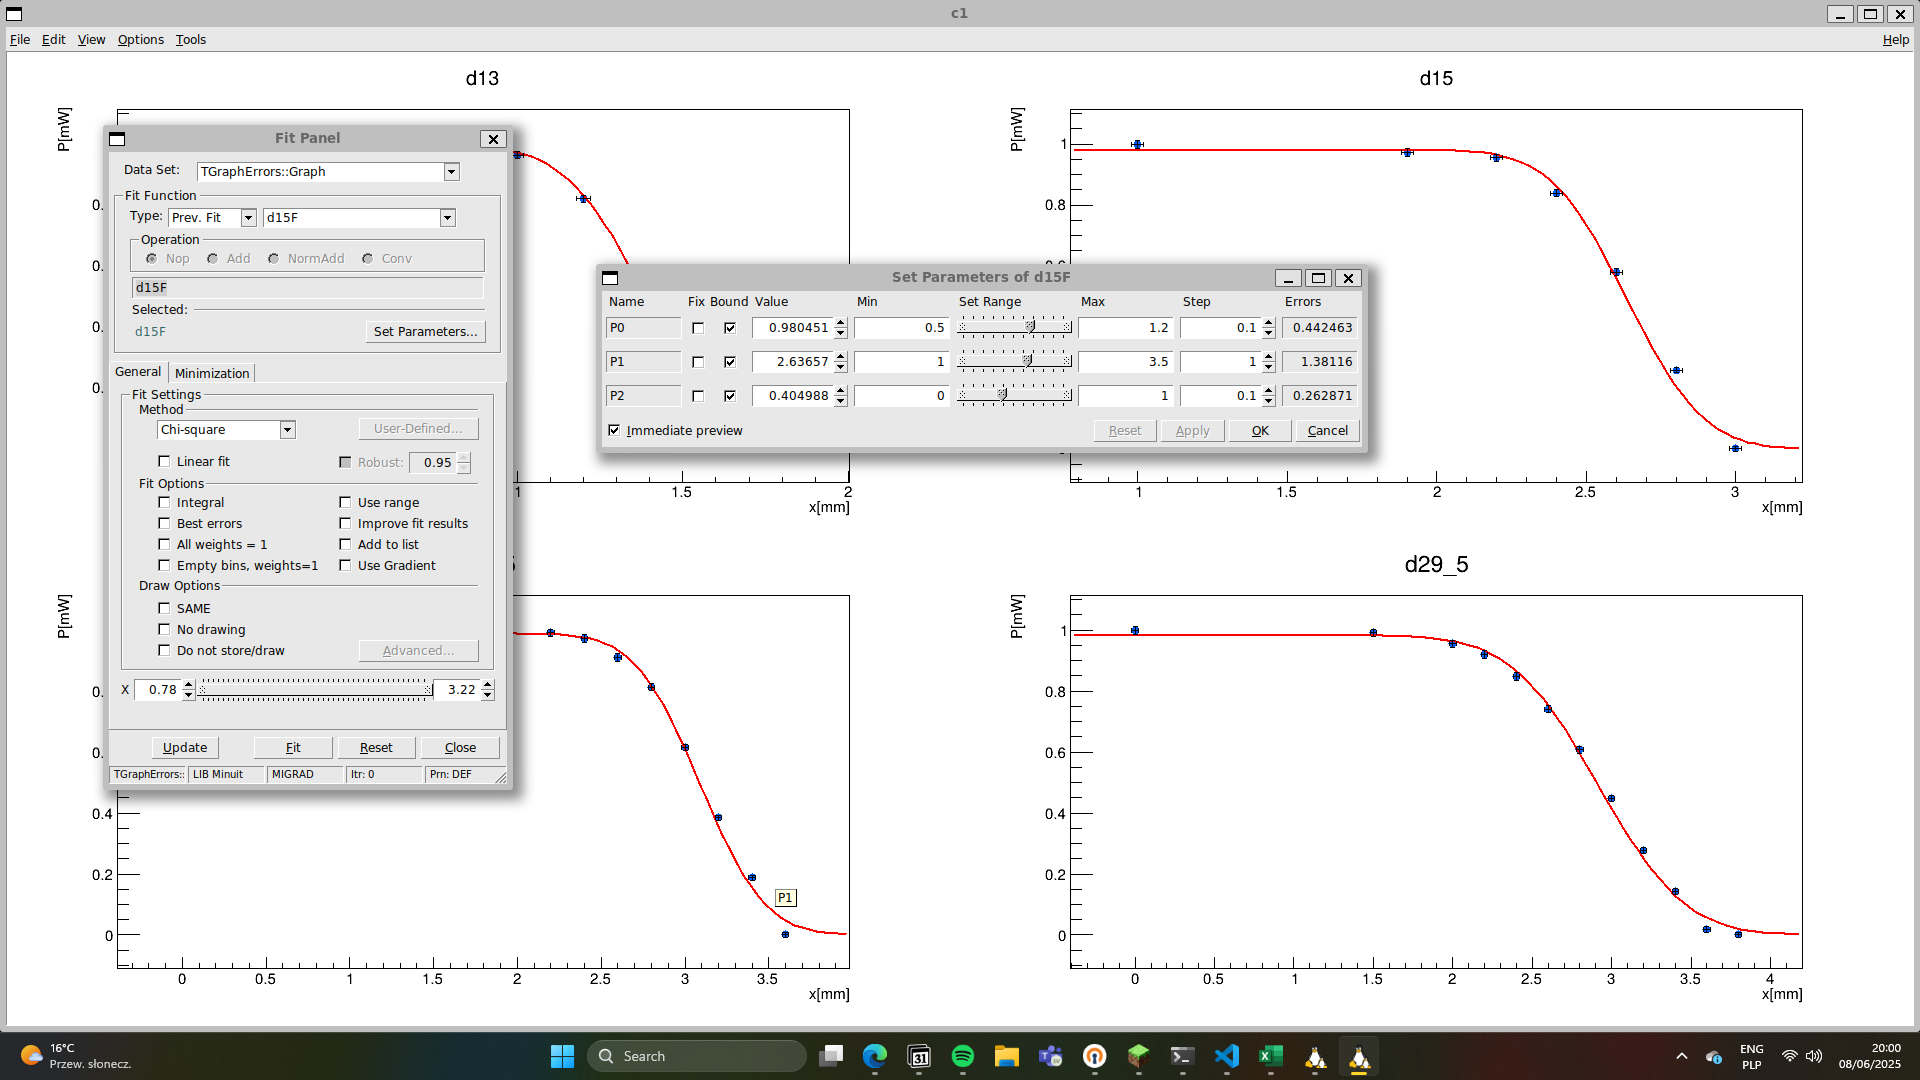 c1
File Edit View Options Tools Help
d13
P[mW]
0.
0.
0.
0.
1 1.5 2
x[mm]
d15
P[mW]
1
0.8
1 1.5 2 2.5 3
x[mm]
Fit Panel
Data Set: TGraphErrors::Graph
Fit Function
Type: Prev. Fit d15F
Operation
Nop Add NormAdd Conv
d15F
Selected:
d15F Set Parameters...
General Minimization
Fit Settings
Method
Chi-square User-Defined...
Linear fit Robust: 0.95
Fit Options
Integral Use range
Best errors Improve fit results
All weights = 1 Add to list
Empty bins, weights=1 Use Gradient
Draw Options
SAME
No drawing
Do not store/draw Advanced...
X 0.78 3.22
Update Fit Reset Close
TGraphErrors:: LIB Minuit MIGRAD Itr: 0 Prn: DEF
Set Parameters of d15F
Name Fix Bound Value Min Set Range Max Step Errors
P0 0.980451 0.5 1.2 0.1 0.442463
P1 2.63657 1 3.5 1 1.38116
P2 0.404988 0 1 0.1 0.262871
Immediate preview Reset Apply OK Cancel
P[mW]
0.
0.
0.4
0.2
0
0 0.5 1 1.5 2 2.5 3 3.5
x[mm]
P1
d29_5
P[mW]
1
0.8
0.6
0.4
0.2
0
0 0.5 1 1.5 2 2.5 3 3.5 4
x[mm]
16°C
Przew. słonecz.
Search
31
ENG
PLP
20:00
08/06/2025